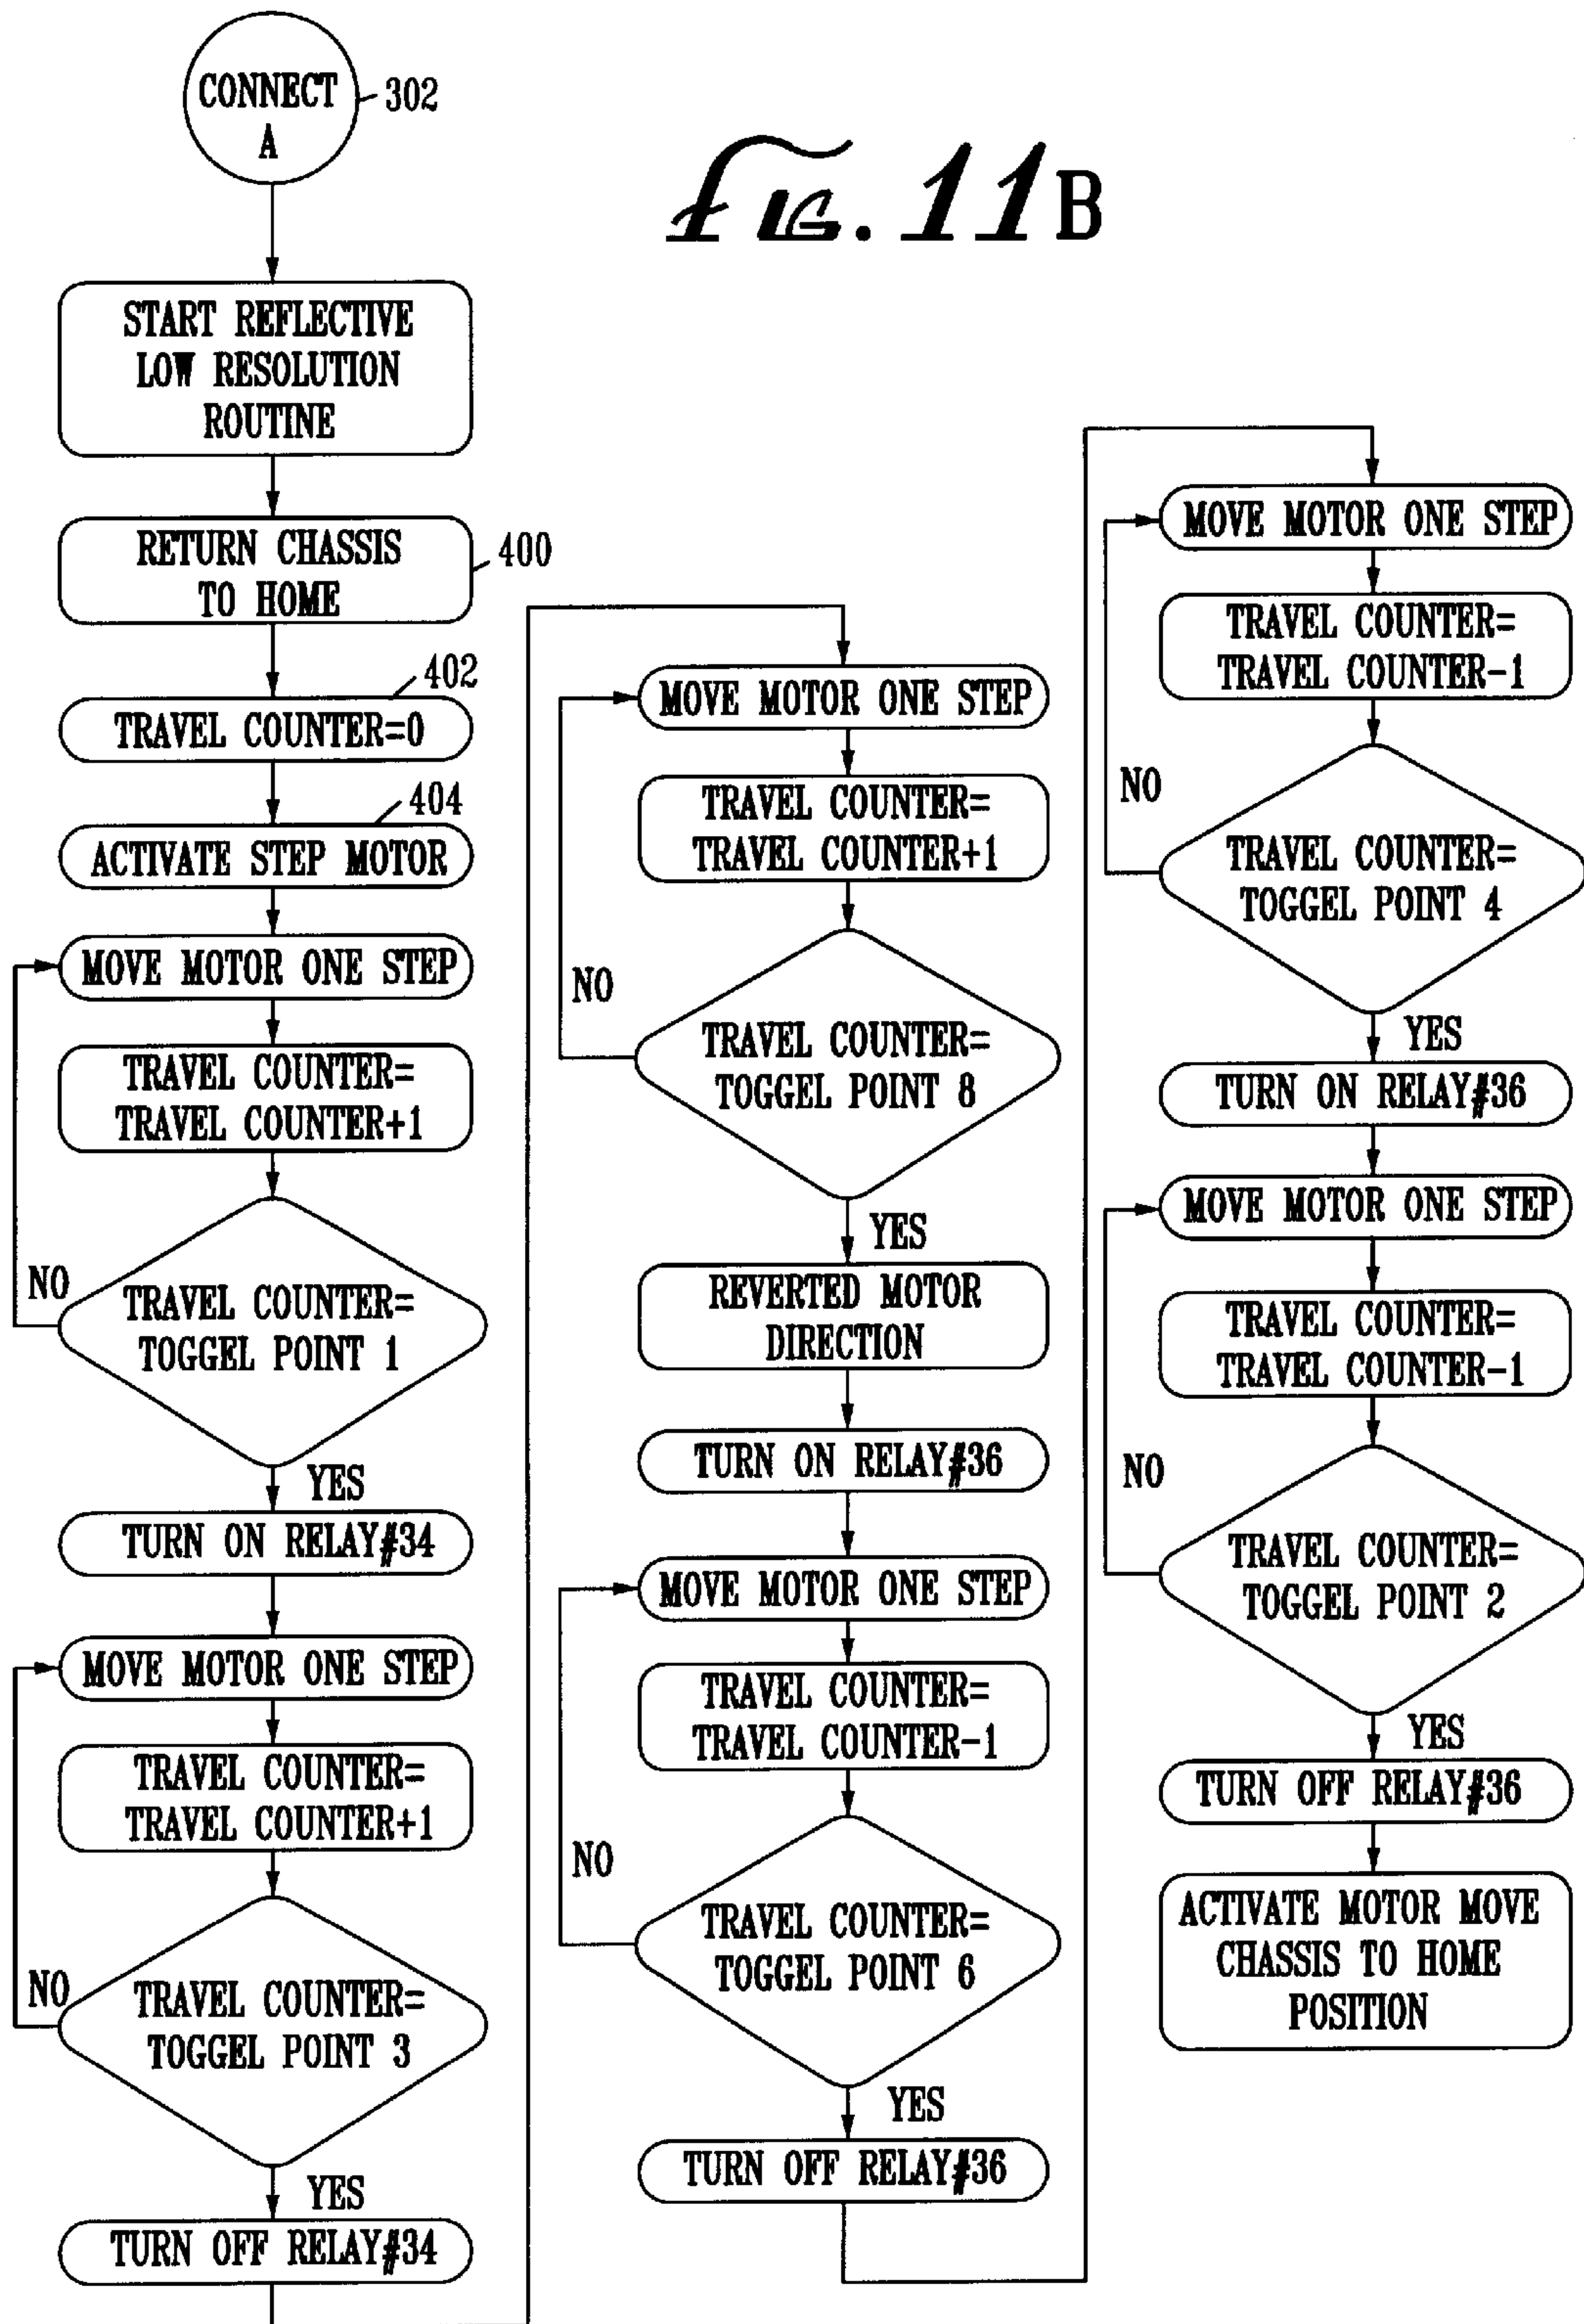 CONNECT
A
302
FIG. 11B
START REFLECTIVE
LOW RESOLUTION
ROUTINE
RETURN CHASSIS
TO HOME
400
402
TRAVEL COUNTER=0
404
ACTIVATE STEP MOTOR
MOVE MOTOR ONE STEP
TRAVEL COUNTER=
TRAVEL COUNTER+1
NO
TRAVEL COUNTER=
TOGGEL POINT 1
YES
TURN ON RELAY#34
MOVE MOTOR ONE STEP
TRAVEL COUNTER=
TRAVEL COUNTER+1
NO
TRAVEL COUNTER=
TOGGEL POINT 3
YES
TURN OFF RELAY#34
MOVE MOTOR ONE STEP
TRAVEL COUNTER=
TRAVEL COUNTER+1
NO
TRAVEL COUNTER=
TOGGEL POINT 8
YES
REVERTED MOTOR
DIRECTION
TURN ON RELAY#36
MOVE MOTOR ONE STEP
TRAVEL COUNTER=
TRAVEL COUNTER-1
NO
TRAVEL COUNTER=
TOGGEL POINT 6
YES
TURN OFF RELAY#36
MOVE MOTOR ONE STEP
TRAVEL COUNTER=
TRAVEL COUNTER-1
NO
TRAVEL COUNTER=
TOGGEL POINT 4
YES
TURN ON RELAY#36
MOVE MOTOR ONE STEP
TRAVEL COUNTER=
TRAVEL COUNTER-1
NO
TRAVEL COUNTER=
TOGGEL POINT 2
YES
TURN OFF RELAY#36
ACTIVATE MOTOR MOVE
CHASSIS TO HOME
POSITION